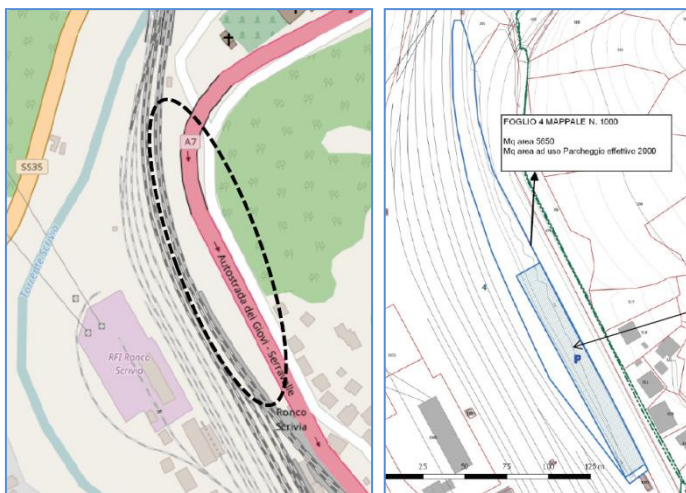 SS35
A7
Torrente Scrivia
Autostrada dei Giovi - Serravalle
RFI Ronco
Scrivia
Ronco
Scrivia
FOGLIO 4 MAPPALE N. 1000
Mq area 5650
Mq area ad uso Parcheggio effettivo 2000
4
P
25
50
75
100
125 m